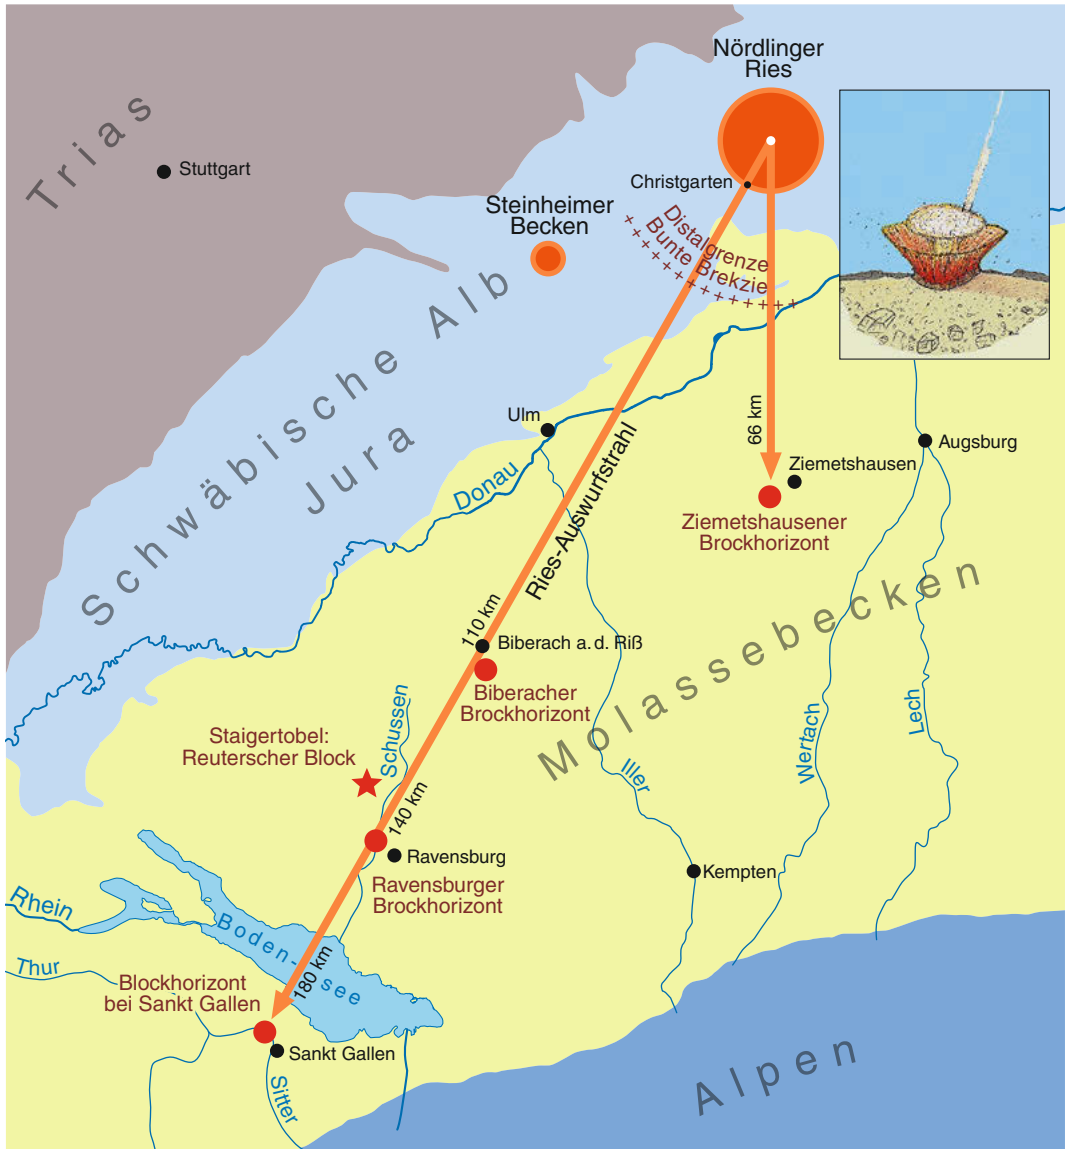 Nördlinger
Ries
Trias
Stuttgart
Christgarten
Steinheimer
Becken
Distalgrenze
Bunte Brekzie
Schwäbische Alb
Jura
Ulm
Donau
66 km
Augsburg
Ziemetshausen
Ziemetshausener
Brockhorizont
Ries-Auswurfstrahl
110 km
Biberach a.d. Riß
Biberacher
Brockhorizont
Molassebecken
Schussen
Staigertobel:
Reuterscher Block
Iller
Wertach
Lech
140 km
Ravensburg
Ravensburger
Brockhorizont
Kempten
Rhein
Boden-
see
Thur
180 km
Blockhorizont
bei Sankt Gallen
Sankt Gallen
Sitter
Alpen